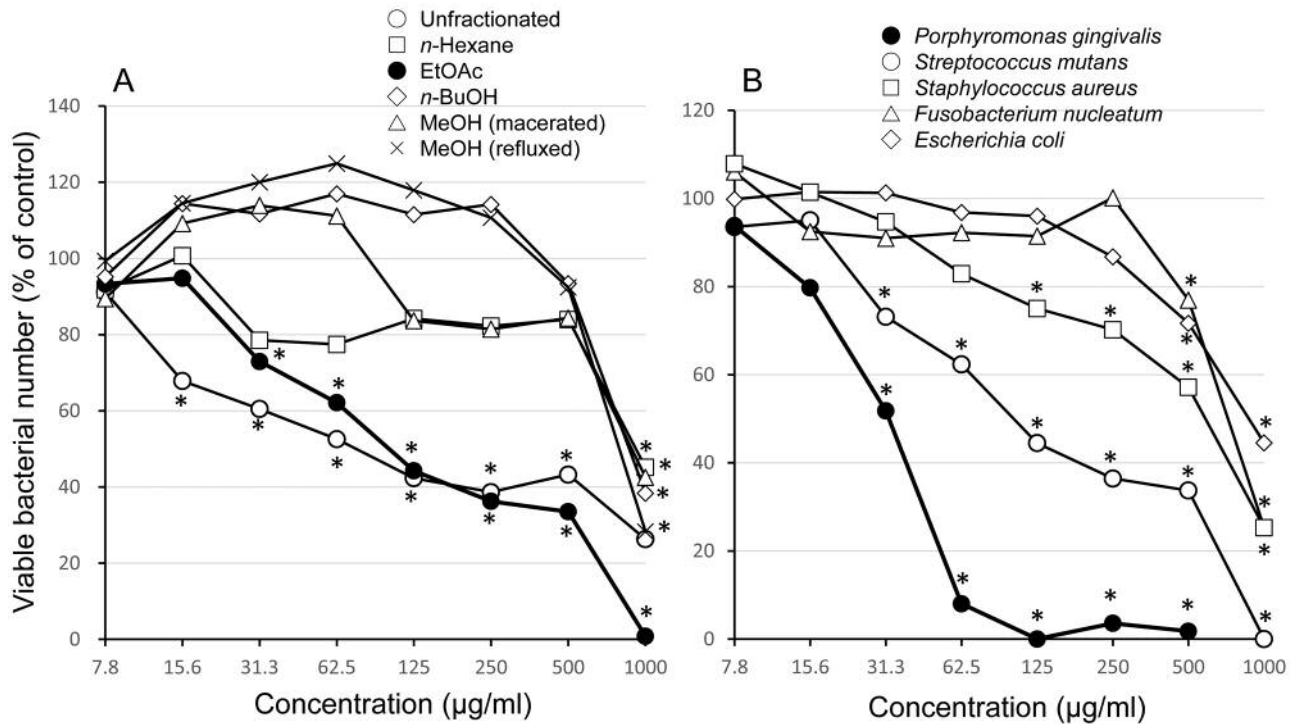 A
Unfractionated
n-Hexane
EtOAc
n-BuOH
MeOH (macerated)
MeOH (refluxed)
Viable bacterial number (% of control)
140
120
100
80
60
40
20
0
* * * * * * * * * * * * * * * * *
7.8 15.6 31.3 62.5 125 250 500 1000
Concentration (µg/ml)
B
Porphyromonas gingivalis
Streptococcus mutans
Staphylococcus aureus
Fusobacterium nucleatum
Escherichia coli
120
100
80
60
40
20
0
* * * * * * * * * * * * * * * * * * *
7.8 15.6 31.3 62.5 125 250 500 1000
Concentration (µg/ml)